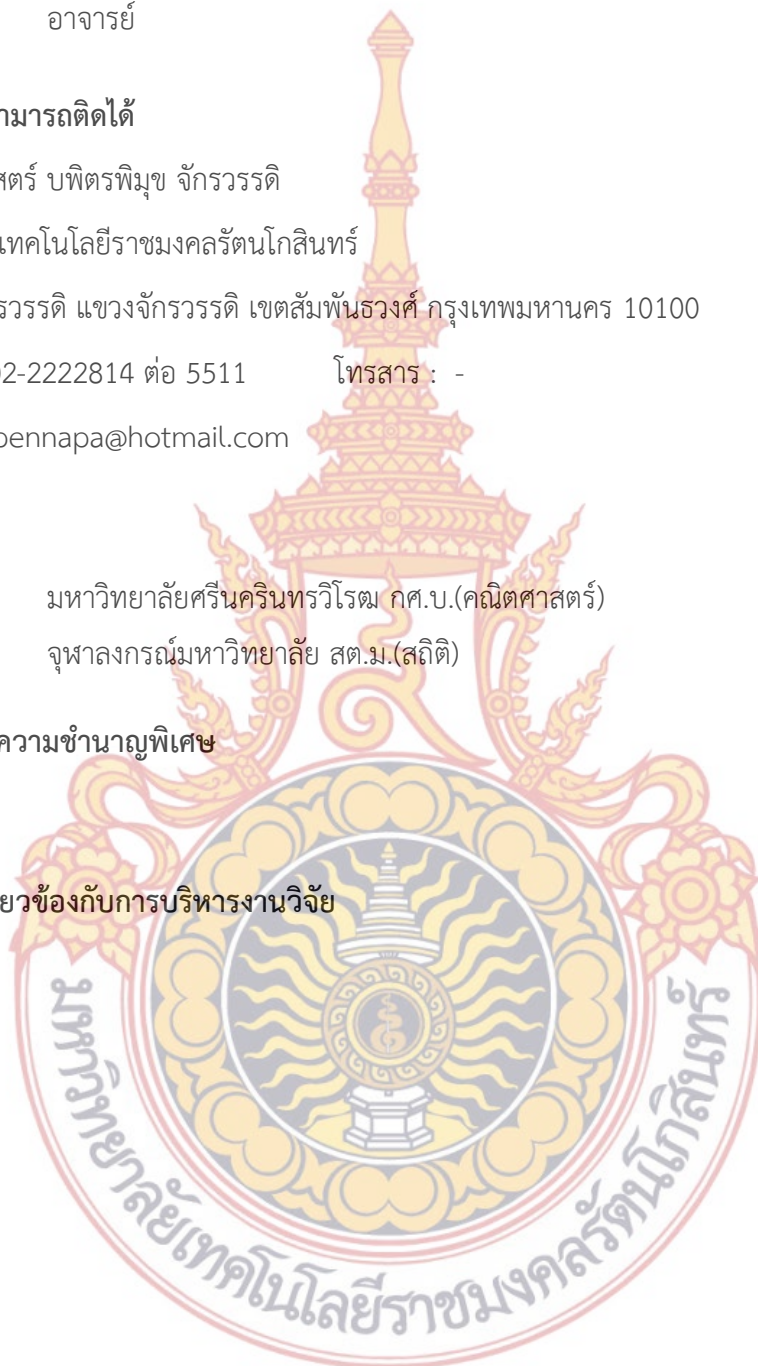 อาจารย์
ามารถติดได้
สตร์ บพิตรพิมุข จักรวรรดิ
เทคโนโลยีราชมงคลรัตนโกสินทร์
รวรรดิ แขวงจักรวรรดิ เขตสัมพันธวงศ์ กรุงเทพมหานคร 10100
02-2222814 ต่อ 5511 โทรสาร : -
pennapa@hotmail.com
มหาวิทยาลัยศรีนครินทรวิโรฒ กศ.บ.(คณิตศาสตร์)
จุฬาลงกรณ์มหาวิทยาลัย สต.ม.(สถิติ)
ความชำนาญพิเศษ
ี่ยวข้องกับการบริหารงานวิจัย
มหาวิทยาลัยเทคโนโลยีราชมงคลรัตนโกสินทร์